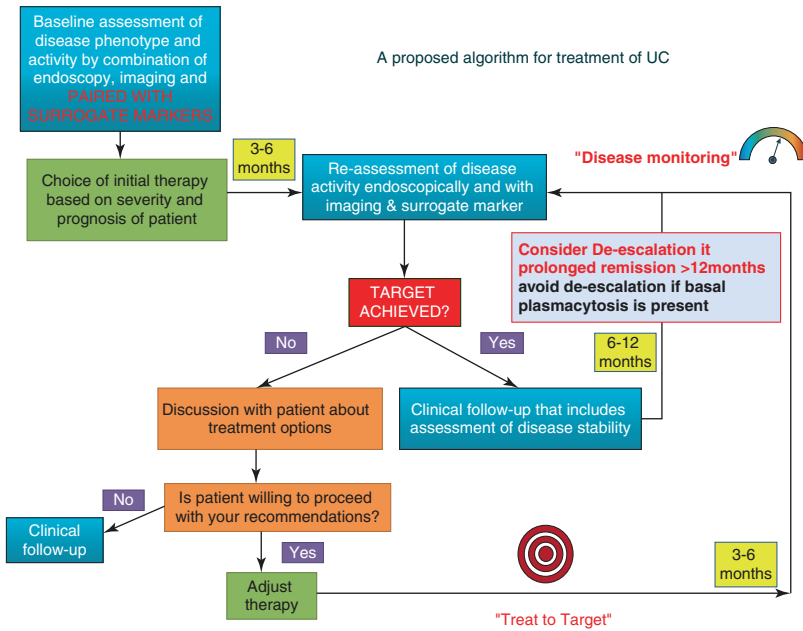 Baseline assessment of
disease phenotype and
activity by combination of
endoscopy, imaging and
PAIRED WITH
SURROGATE MARKERS
A proposed algorithm for treatment of UC
3-6
months
"Disease monitoring"
Choice of initial therapy
based on severity and
prognosis of patient
Re-assessment of disease
activity endoscopically and with
imaging & surrogate marker
Consider De-escalation it
prolonged remission >12months
avoid de-escalation if basal
plasmacytosis is present
TARGET
ACHIEVED?
No
Yes
6-12
months
Discussion with patient about
treatment options
Clinical follow-up that includes
assessment of disease stability
Is patient willing to proceed
with your recommendations?
No
Clinical
follow-up
Yes
Adjust
therapy
3-6
months
"Treat to Target"